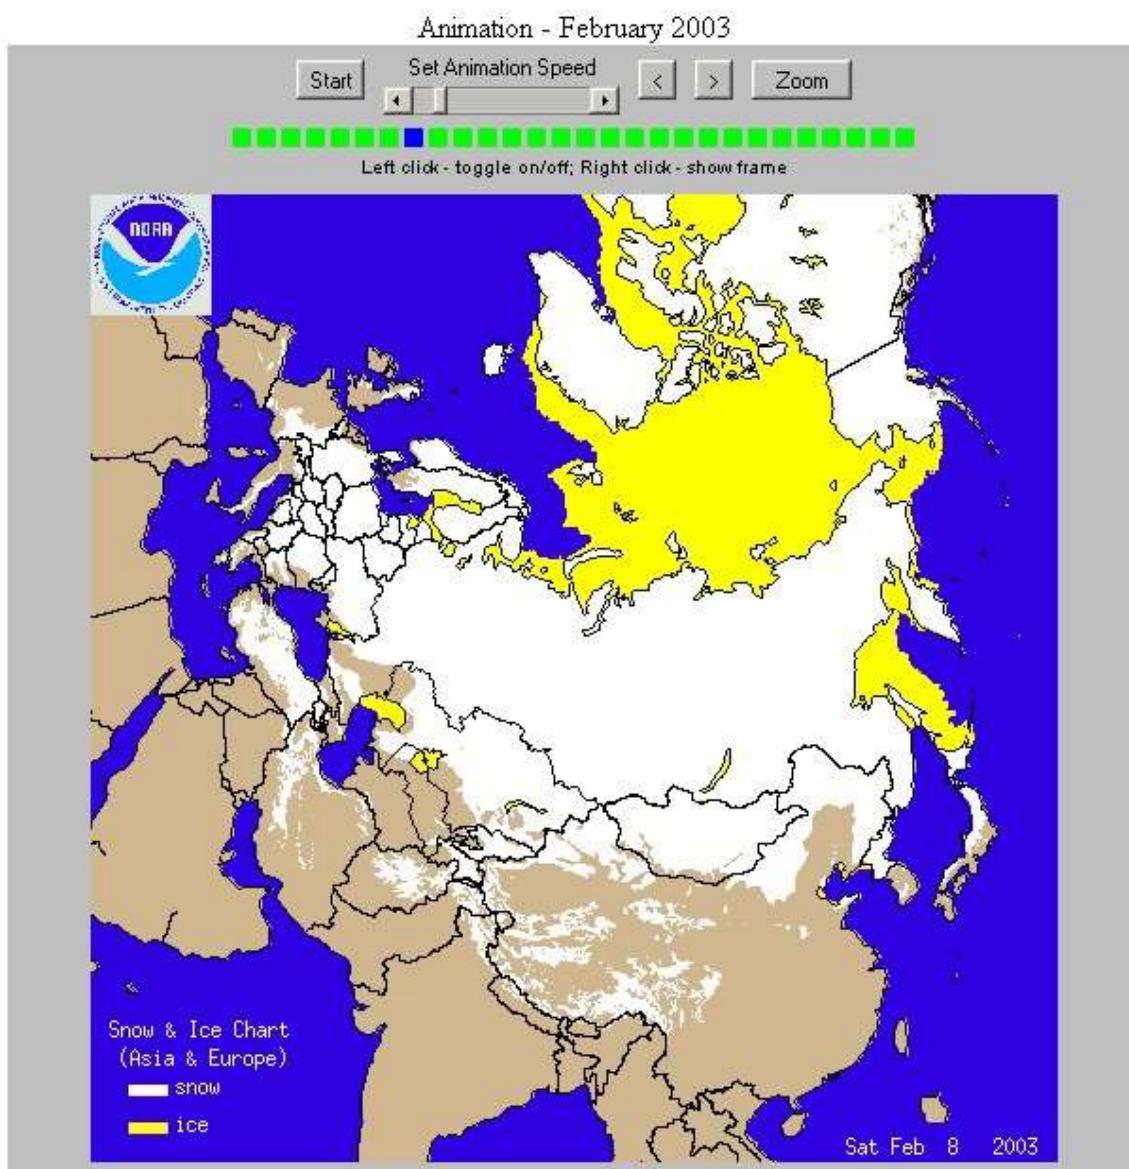 Animation - February 2003
Start
Set Animation Speed
<
>
Zoom
Left click - toggle on/off; Right click - show frame
NOAA
Snow & Ice Chart
(Asia & Europe)
snow
ice
Sat Feb 8 2003